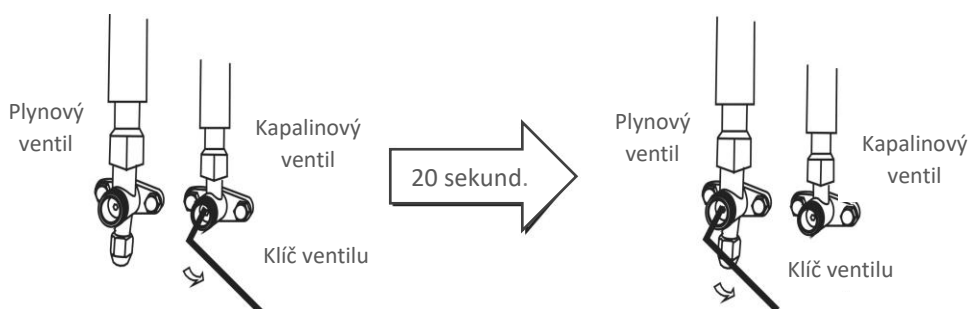 Plynový
ventil
Kapalinový
ventil
Klíč ventilu
20 sekund.
Plynový
ventil
Kapalinový
ventil
Klíč ventilu